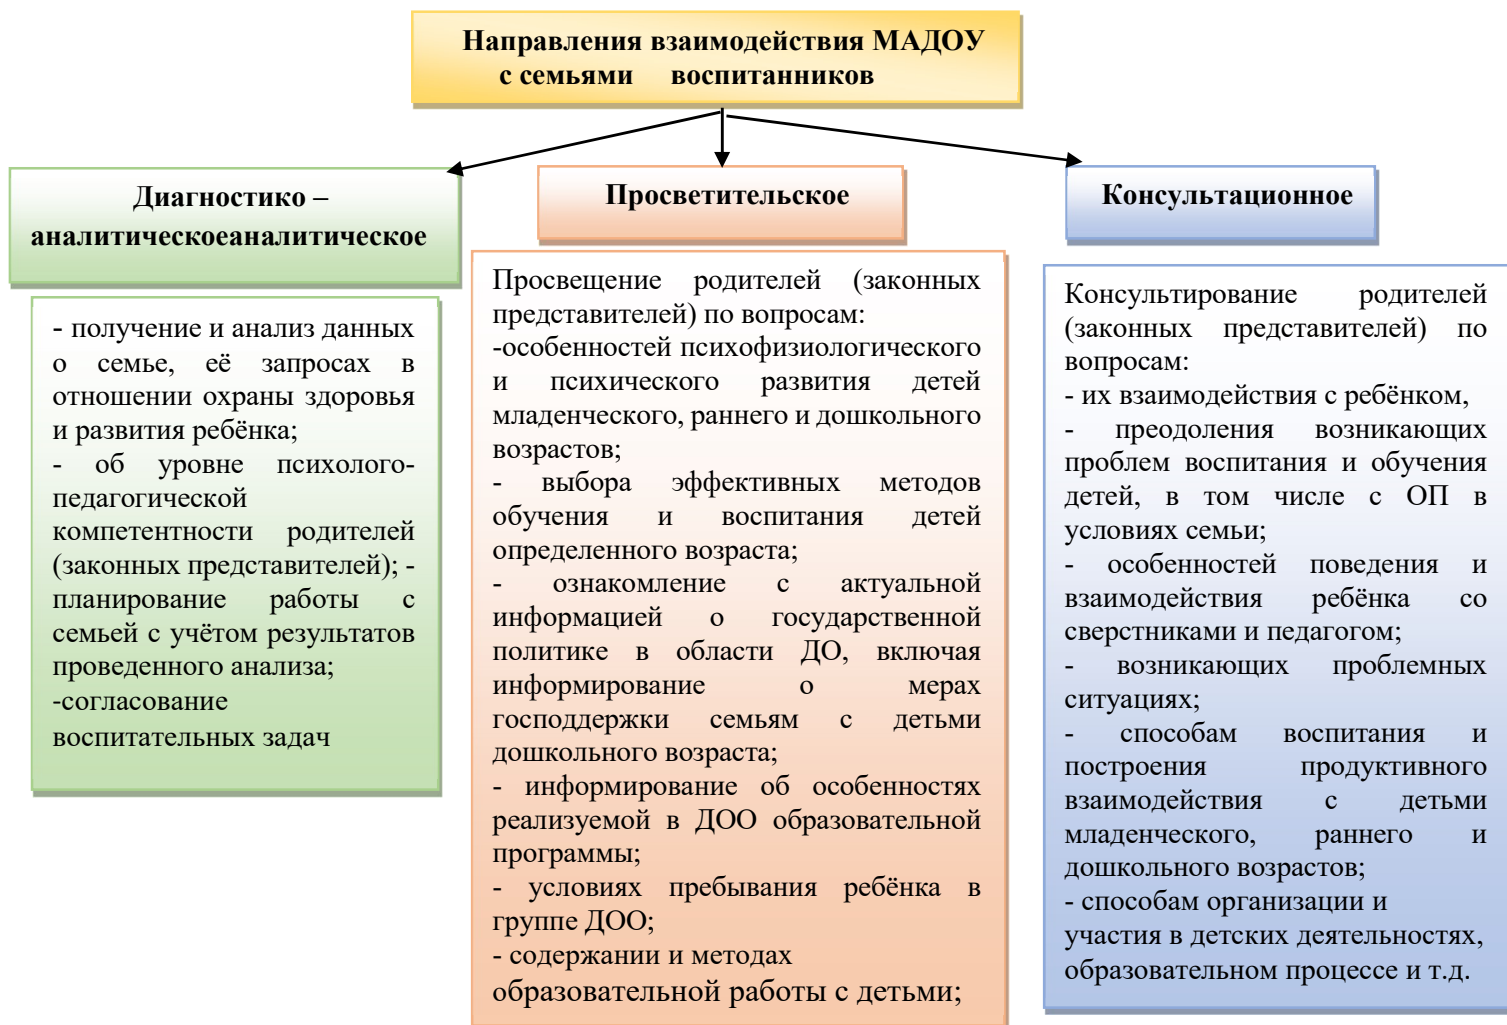 Направления взаимодействия МАДОУ
с семьями воспитанников
Диагностико –
аналитическоеаналитическое
- получение и анализ данных
о семье, её запросах в
отношении охраны здоровья
и развития ребёнка;
- об уровне психолого-
педагогической
компетентности родителей
(законных представителей); -
планирование работы с
семьей с учётом результатов
проведенного анализа;
-согласование
воспитательных задач
Просветительское
Просвещение родителей (законных
представителей) по вопросам:
-особенностей психофизиологического
и психического развития детей
младенческого, раннего и дошкольного
возрастов;
- выбора эффективных методов
обучения и воспитания детей
определенного возраста;
- ознакомление с актуальной
информацией о государственной
политике в области ДО, включая
информирование о мерах
господдержки семьям с детьми
дошкольного возраста;
- информирование об особенностях
реализуемой в ДОО образовательной
программы;
- условиях пребывания ребёнка в
группе ДОО;
- содержании и методах
образовательной работы с детьми;
Консультационное
Консультирование родителей
(законных представителей) по
вопросам:
- их взаимодействия с ребёнком,
- преодоления возникающих
проблем воспитания и обучения
детей, в том числе с ОП в
условиях семьи;
- особенностей поведения и
взаимодействия ребёнка со
сверстниками и педагогом;
- возникающих проблемных
ситуациях;
- способам воспитания и
построения продуктивного
взаимодействия с детьми
младенческого, раннего и
дошкольного возрастов;
- способам организации и
участия в детских деятельностях,
образовательном процессе и т.д.